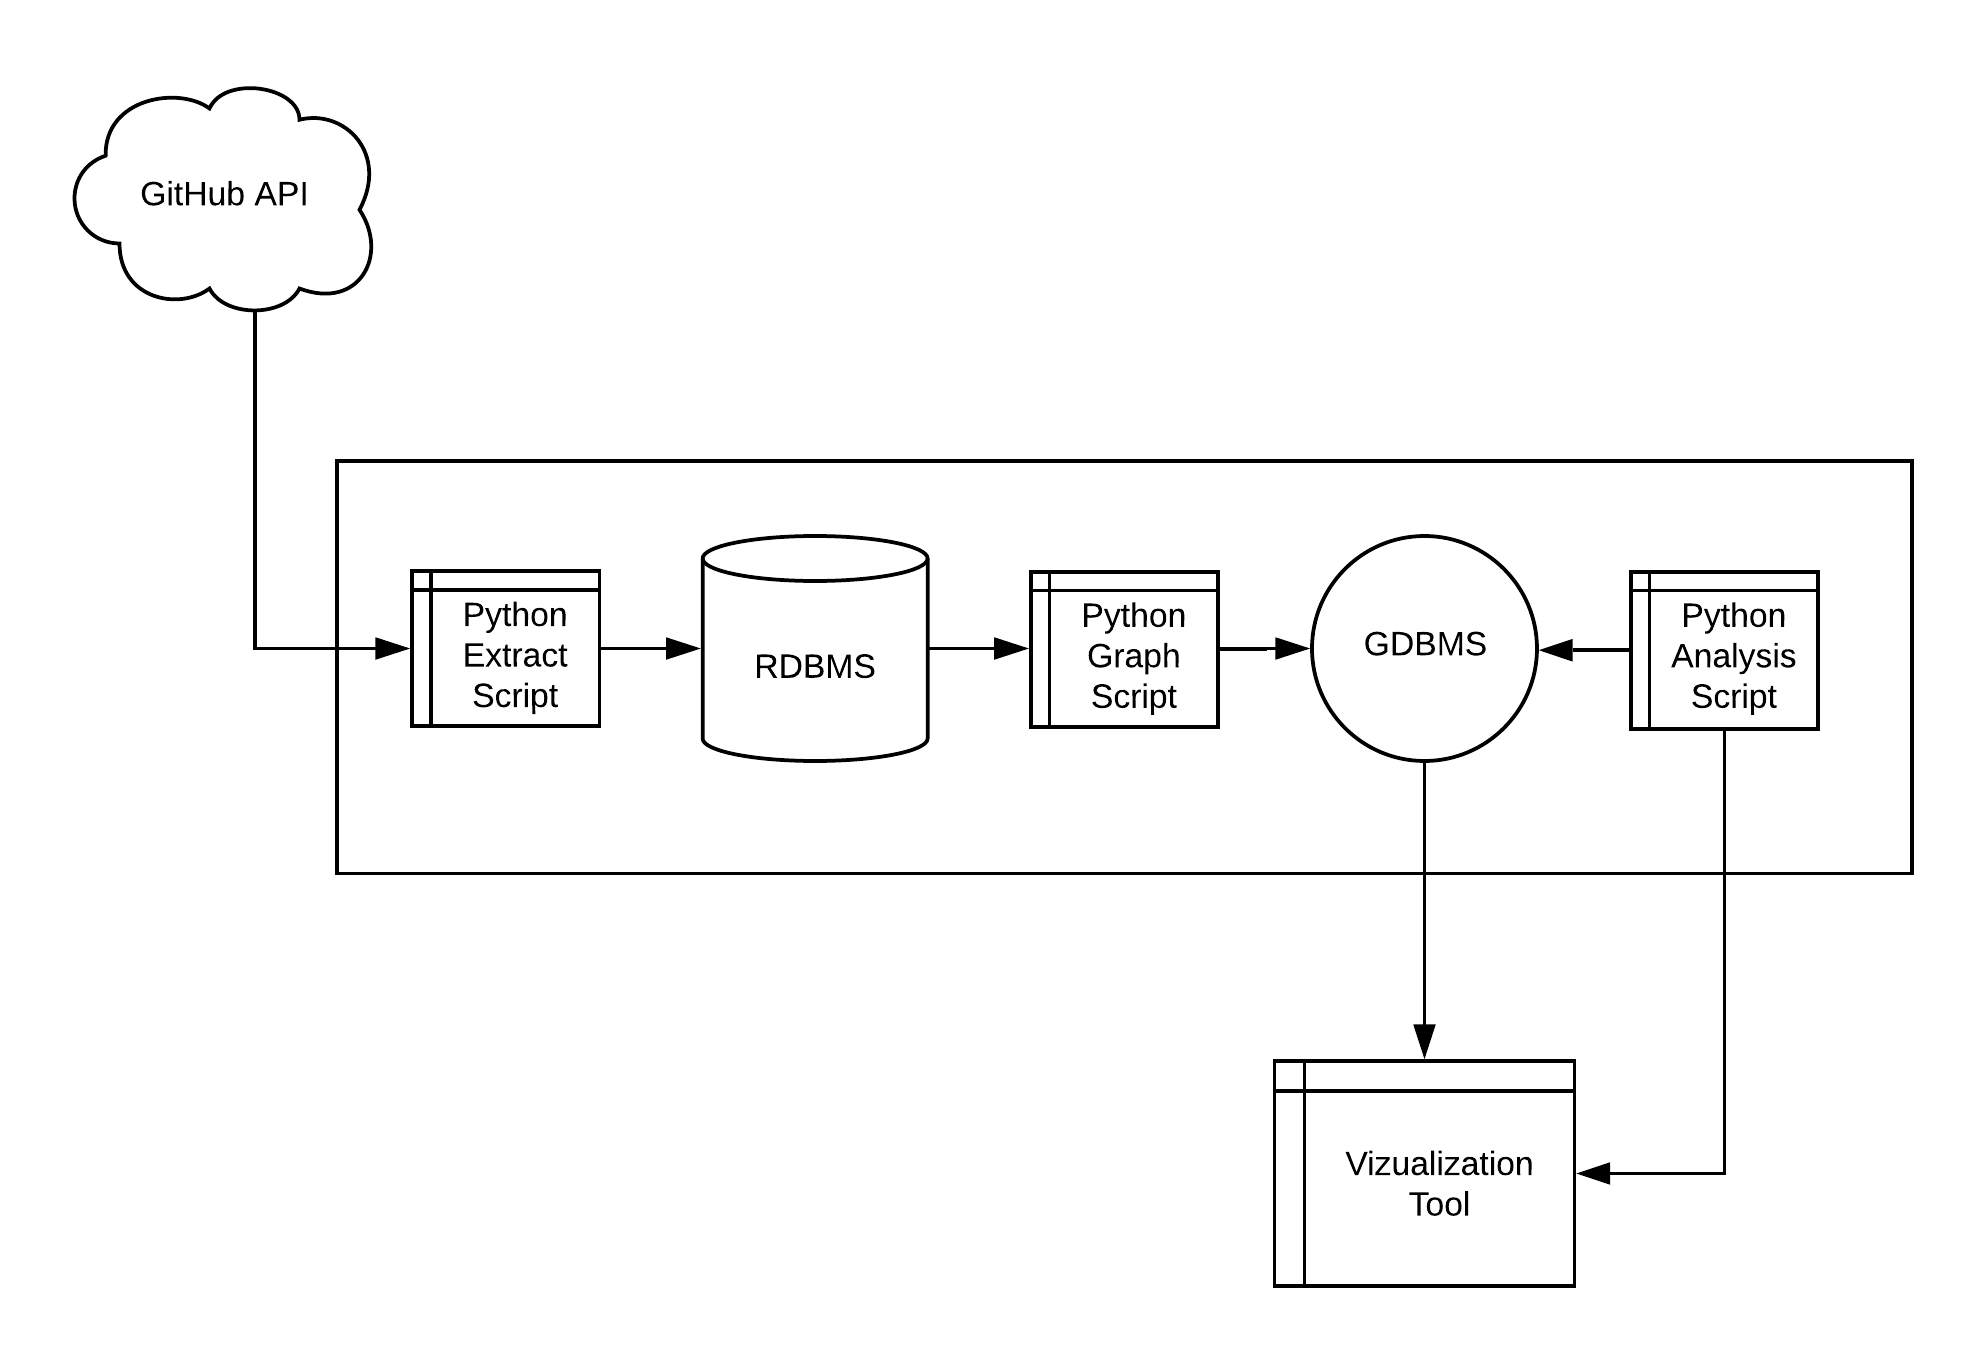 GitHub API
Python
Extract
Script
RDBMS
Python
Graph
Script
GDBMS
Python
Analysis
Script
Vizualization
Tool